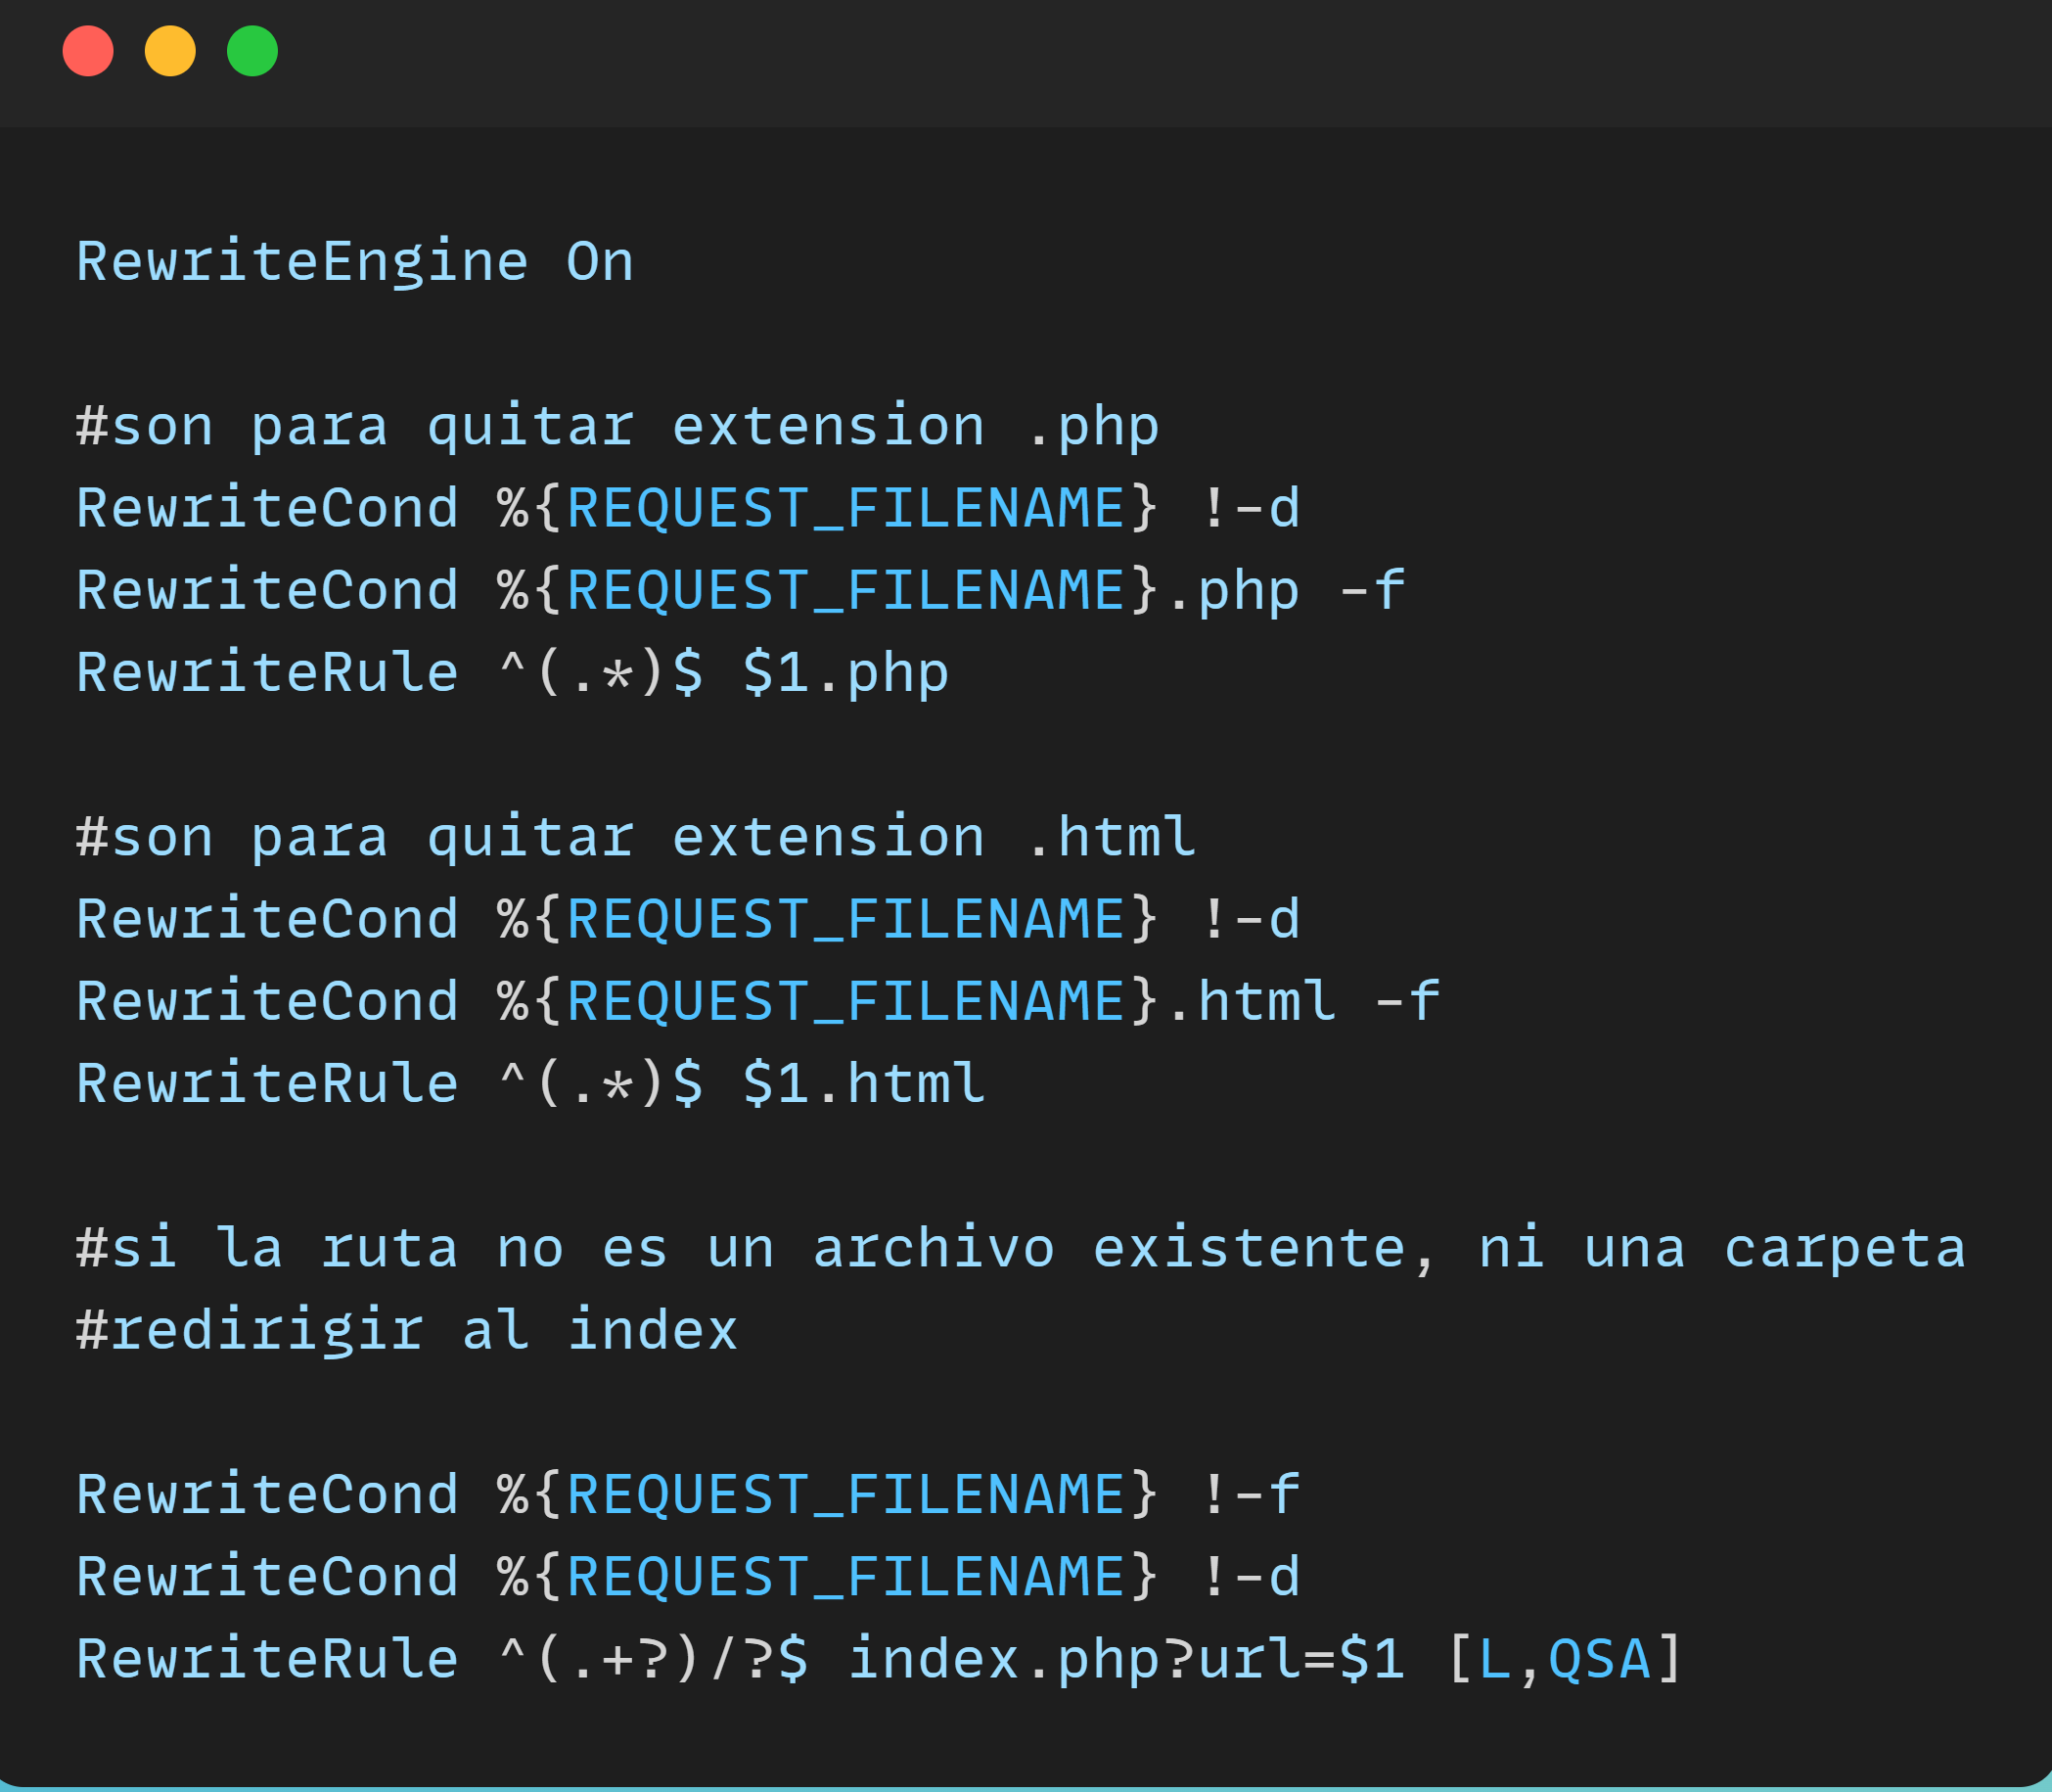 RewriteEngine On
#son para quitar extension .php
RewriteCond %{REQUEST_FILENAME} !-d
RewriteCond %{REQUEST_FILENAME}.php -f
RewriteRule ^(.*)$ $1.php
#son para quitar extension .html
RewriteCond %{REQUEST_FILENAME} !-d
RewriteCond %{REQUEST_FILENAME}.html -f
RewriteRule ^(.*)$ $1.html
#si la ruta no es un archivo existente, ni una carpeta
#redirigir al index
RewriteCond %{REQUEST_FILENAME} !-f
RewriteCond %{REQUEST_FILENAME} !-d
RewriteRule ^(.+?)/?$ index.php?url=$1 [L,QSA]